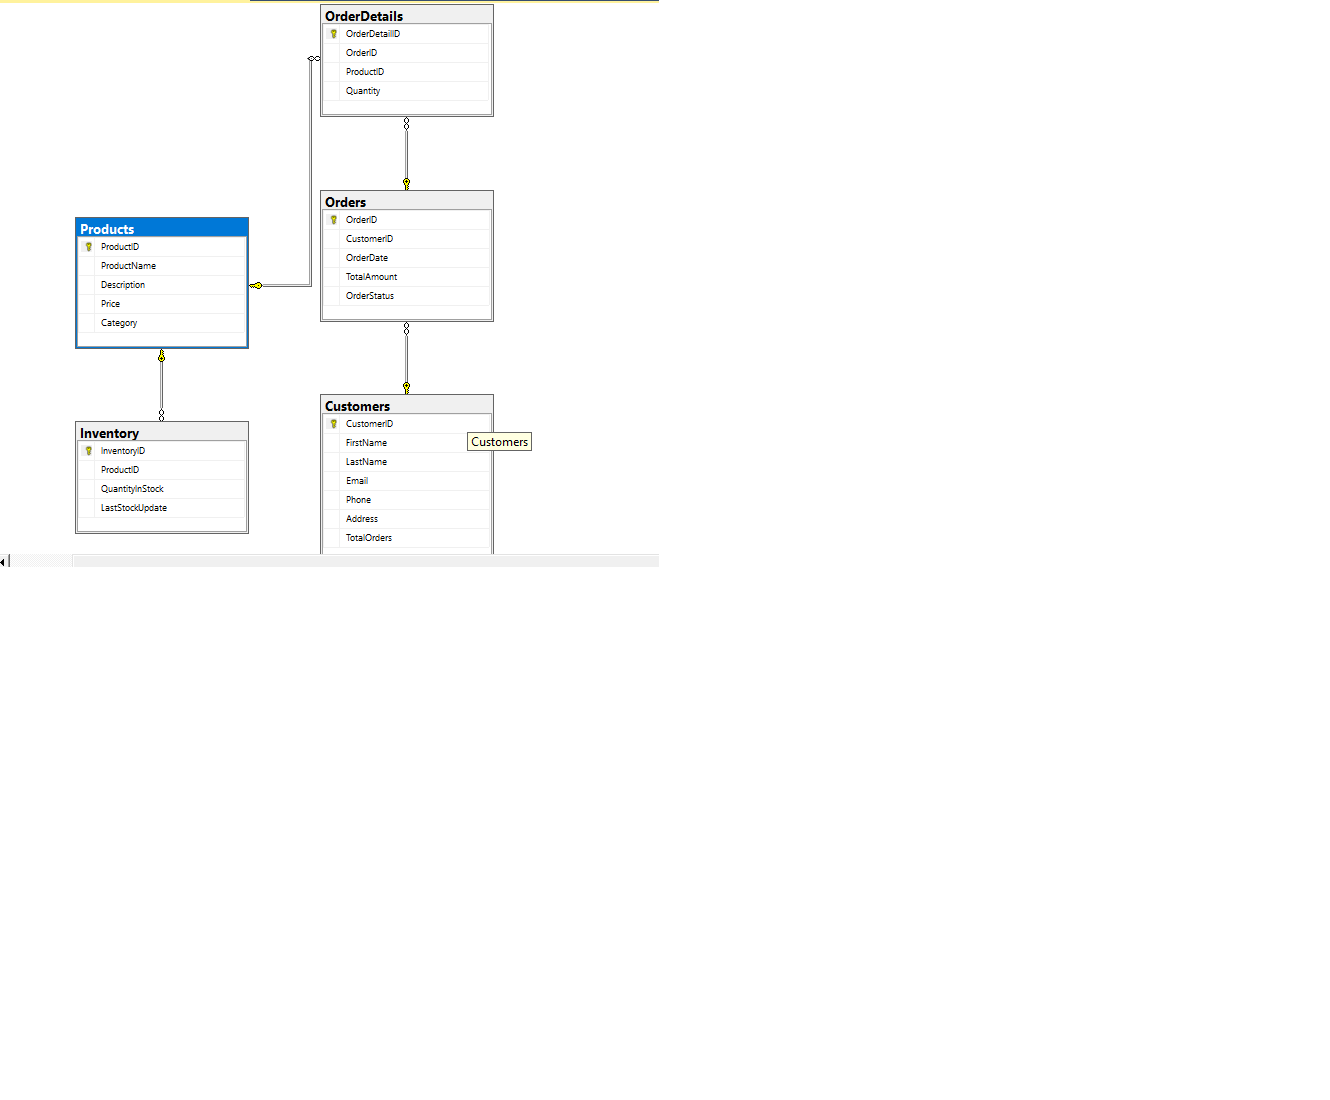 OrderDetails
OrderDetailID
OrderID
ProductID
Quantity
Orders
OrderID
CustomerID
OrderDate
TotalAmount
OrderStatus
Products
ProductID
ProductName
Description
Price
Category
Customers
CustomerID
FirstName
LastName
Email
Phone
Address
TotalOrders
Customers
Inventory
InventoryID
ProductID
QuantityInStock
LastStockUpdate